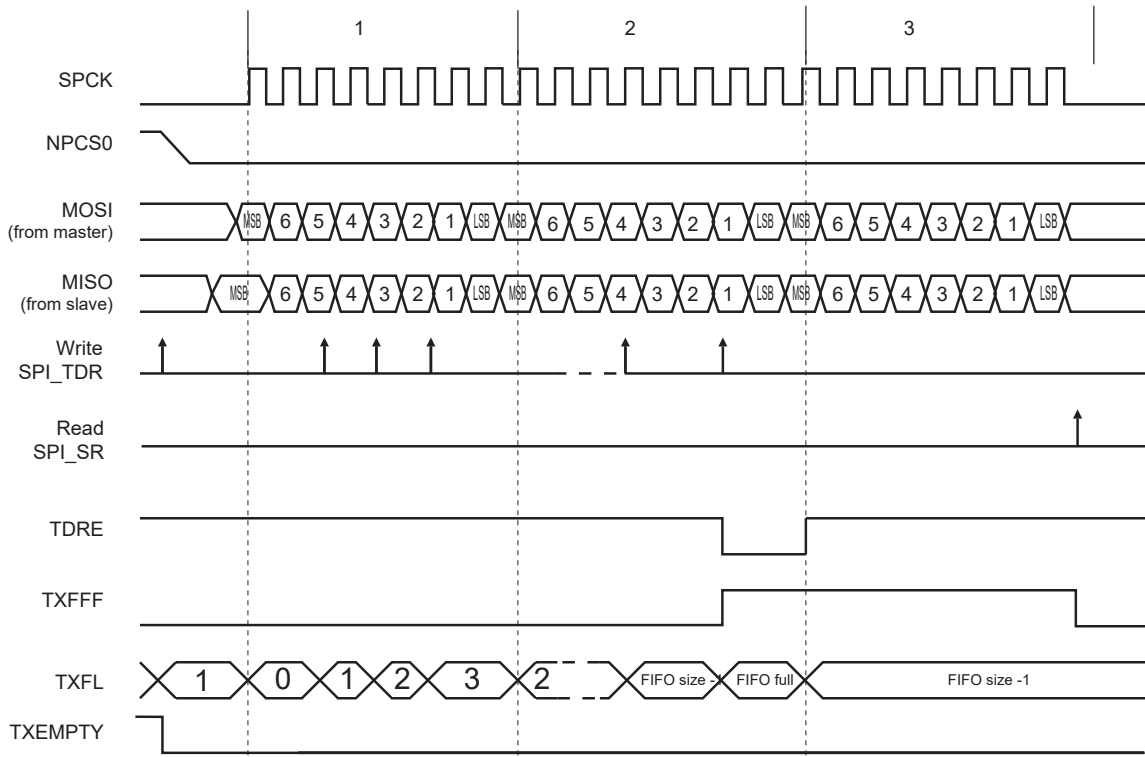 1 2 3
SPCK
NPCS0
MOSI
(from master)
MSB 6 5 4 3 2 1 LSB MSB 6 5 4 3 2 1 LSB MSB 6 5 4 3 2 1 LSB
MISO
(from slave)
MSB 6 5 4 3 2 1 LSB MSB 6 5 4 3 2 1 LSB MSB 6 5 4 3 2 1 LSB
Write
SPI_TDR
Read
SPI_SR
TDRE
TXFFF
TXFL 1 0 1 2 3 2 FIFO size -1 FIFO full FIFO size -1
TXEMPTY